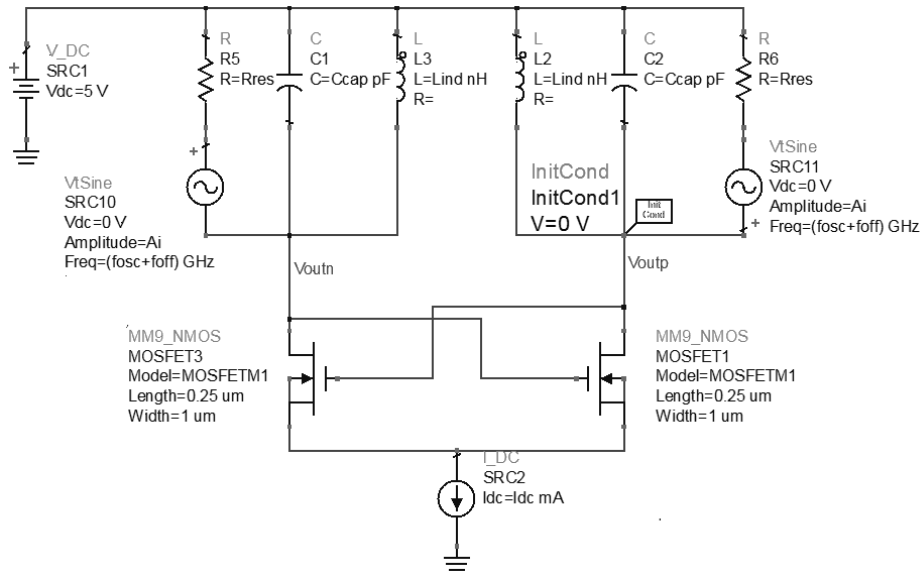 V_DC
SRC1
Vdc=5 V
R
R5
R=Rres
C
C1
C=Ccap pF
L
L3
L=Lind nH
R=
L
L2
L=Lind nH
R=
C
C2
C=Ccap pF
R
R6
R=Rres
VtSine
SRC10
Vdc=0 V
Amplitude=Ai
Freq=(fosc+foff) GHz
InitCond
InitCond1
V=0 V
Init
Cond
VtSine
SRC11
Vdc=0 V
Amplitude=Ai
Freq=(fosc+foff) GHz
Voutn
Voutp
MM9_NMOS
MOSFET3
Model=MOSFETM1
Length=0.25 um
Width=1 um
MM9_NMOS
MOSFET1
Model=MOSFETM1
Length=0.25 um
Width=1 um
I_DC
SRC2
Idc=Idc mA